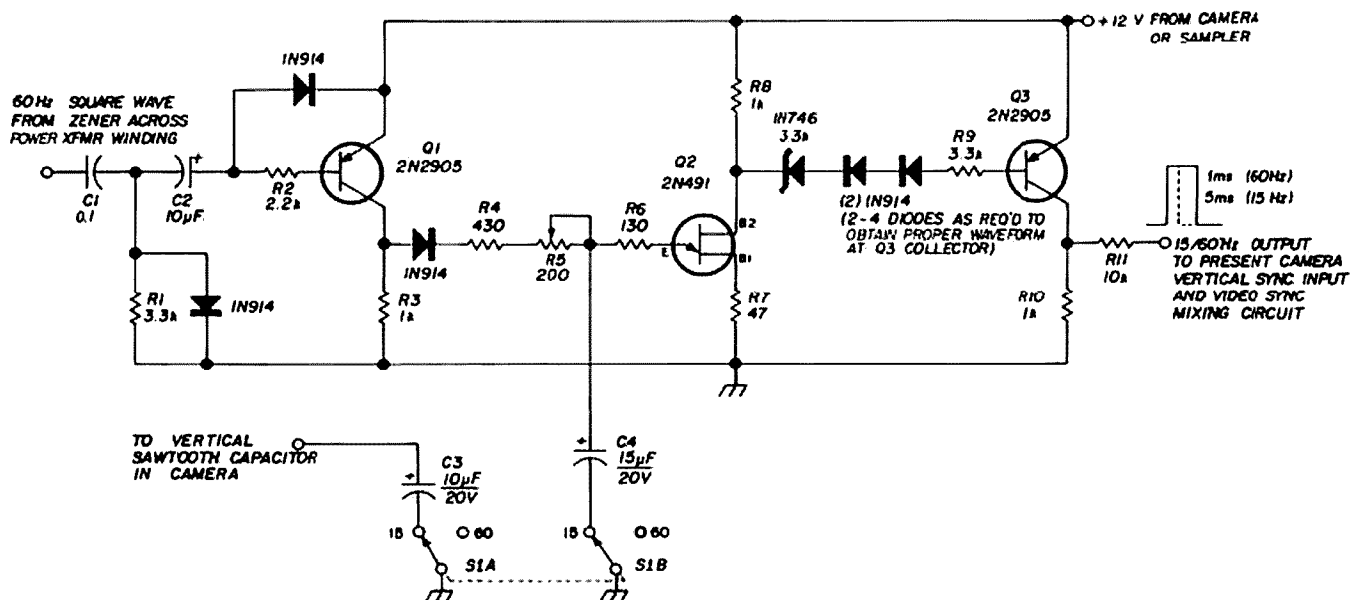 +12 V FROM CAMERA
OR SAMPLER
1N914
60Hz SQUARE WAVE
FROM ZENER ACROSS
POWER XFMR WINDING
Q1
2N2905
R8
1k
1N746
3.3k
Q3
2N2905
R9
3.3k
C1
0.1
C2
10µF
+
R2
2.2k
R4
430
R5
200
R6
130
Q2
2N491
E
B2
B1
(2) 1N914
(2-4 DIODES AS REQ'D TO
OBTAIN PROPER WAVEFORM
AT Q3 COLLECTOR)
1ms (60Hz)
5ms (15 Hz)
15/60Hz OUTPUT
TO PRESENT CAMERA
VERTICAL SYNC INPUT
AND VIDEO SYNC
MIXING CIRCUIT
R11
10k
1N914
R1
3.3k
1N914
R3
1k
R7
47
R10
1k
TO VERTICAL
SAWTOOTH CAPACITOR
IN CAMERA
+
C3
10µF
20V
+
C4
15µF
20V
15
60
S1A
15
60
S1B